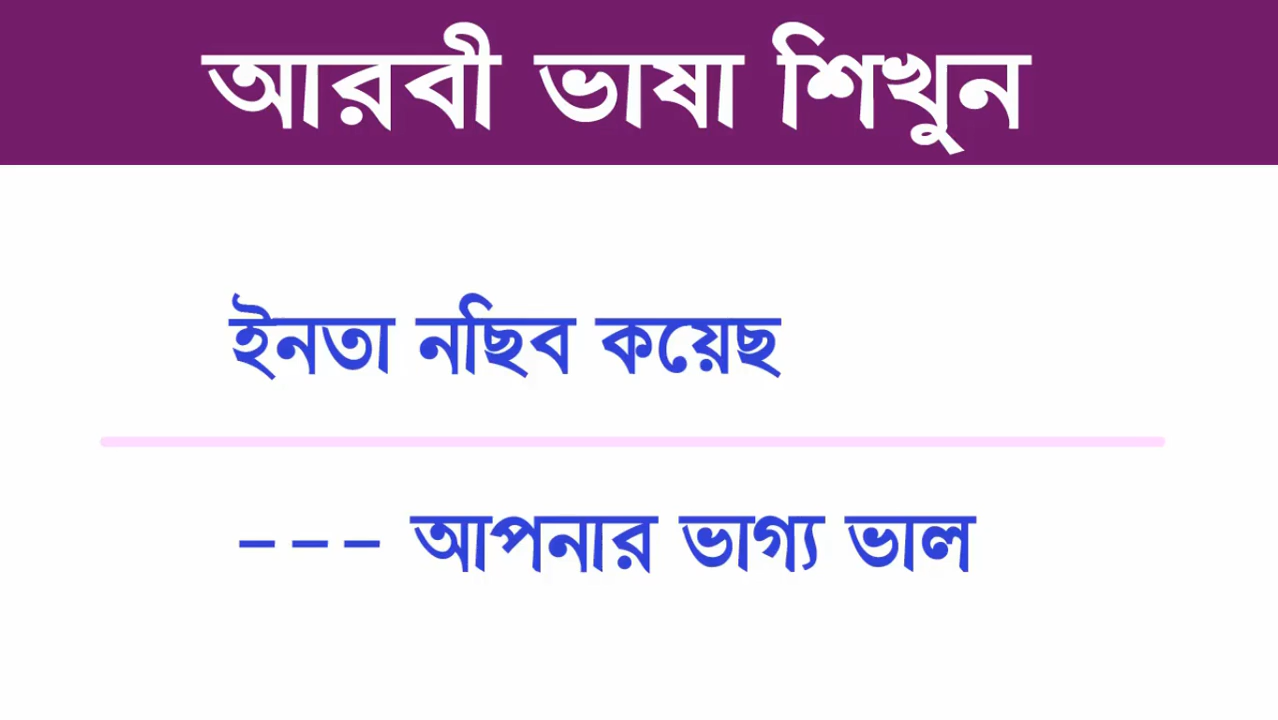 আরবী ভাষা শিখুন
ইনতা নছিব কয়েছ
--- আপনার ভাগ্য ভাল